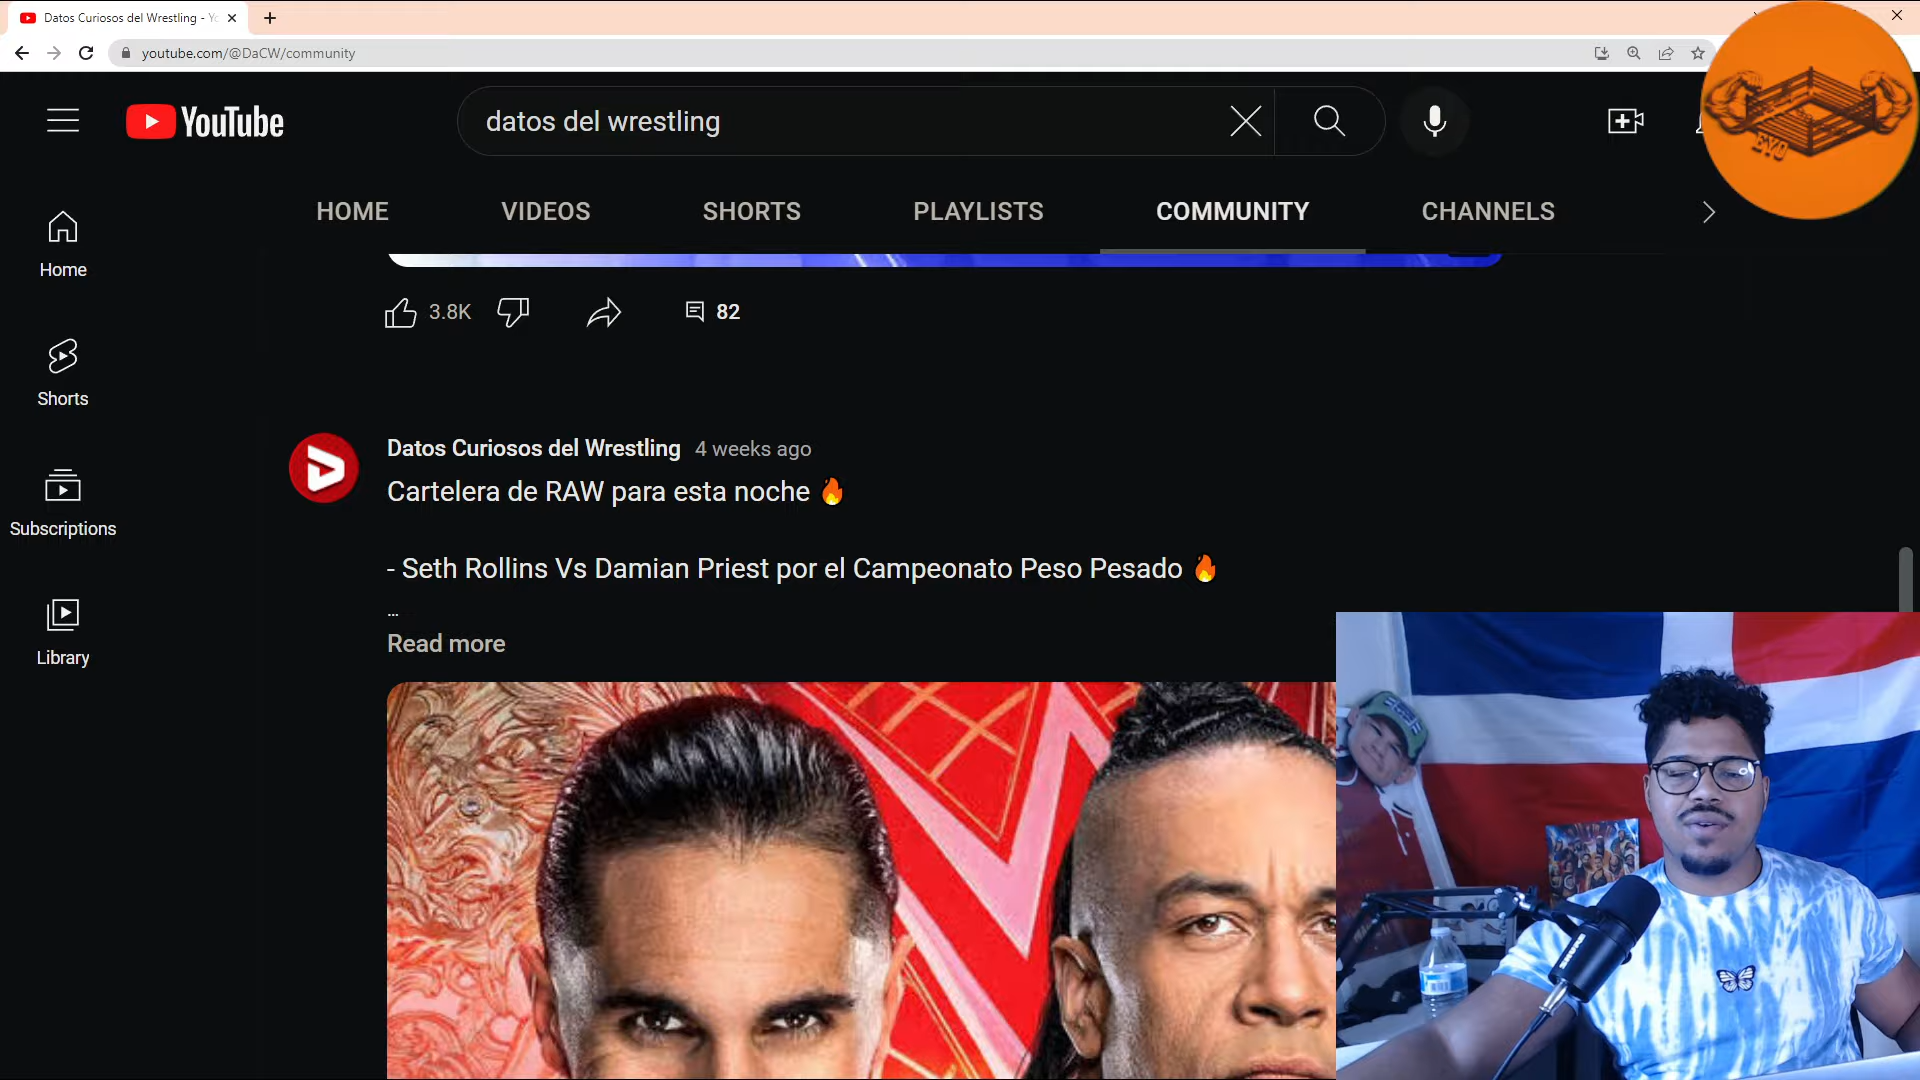 Datos Curiosos del Wrestling - Yo
youtube.com/@DaCW/community
YouTube
datos del wrestling
EYO
HOME
VIDEOS
SHORTS
PLAYLISTS
COMMUNITY
CHANNELS
Home
Shorts
Subscriptions
Library
3.8K
82
Datos Curiosos del Wrestling 4 weeks ago
Cartelera de RAW para esta noche 🔥
- Seth Rollins Vs Damian Priest por el Campeonato Peso Pesado 🔥
...
Read more